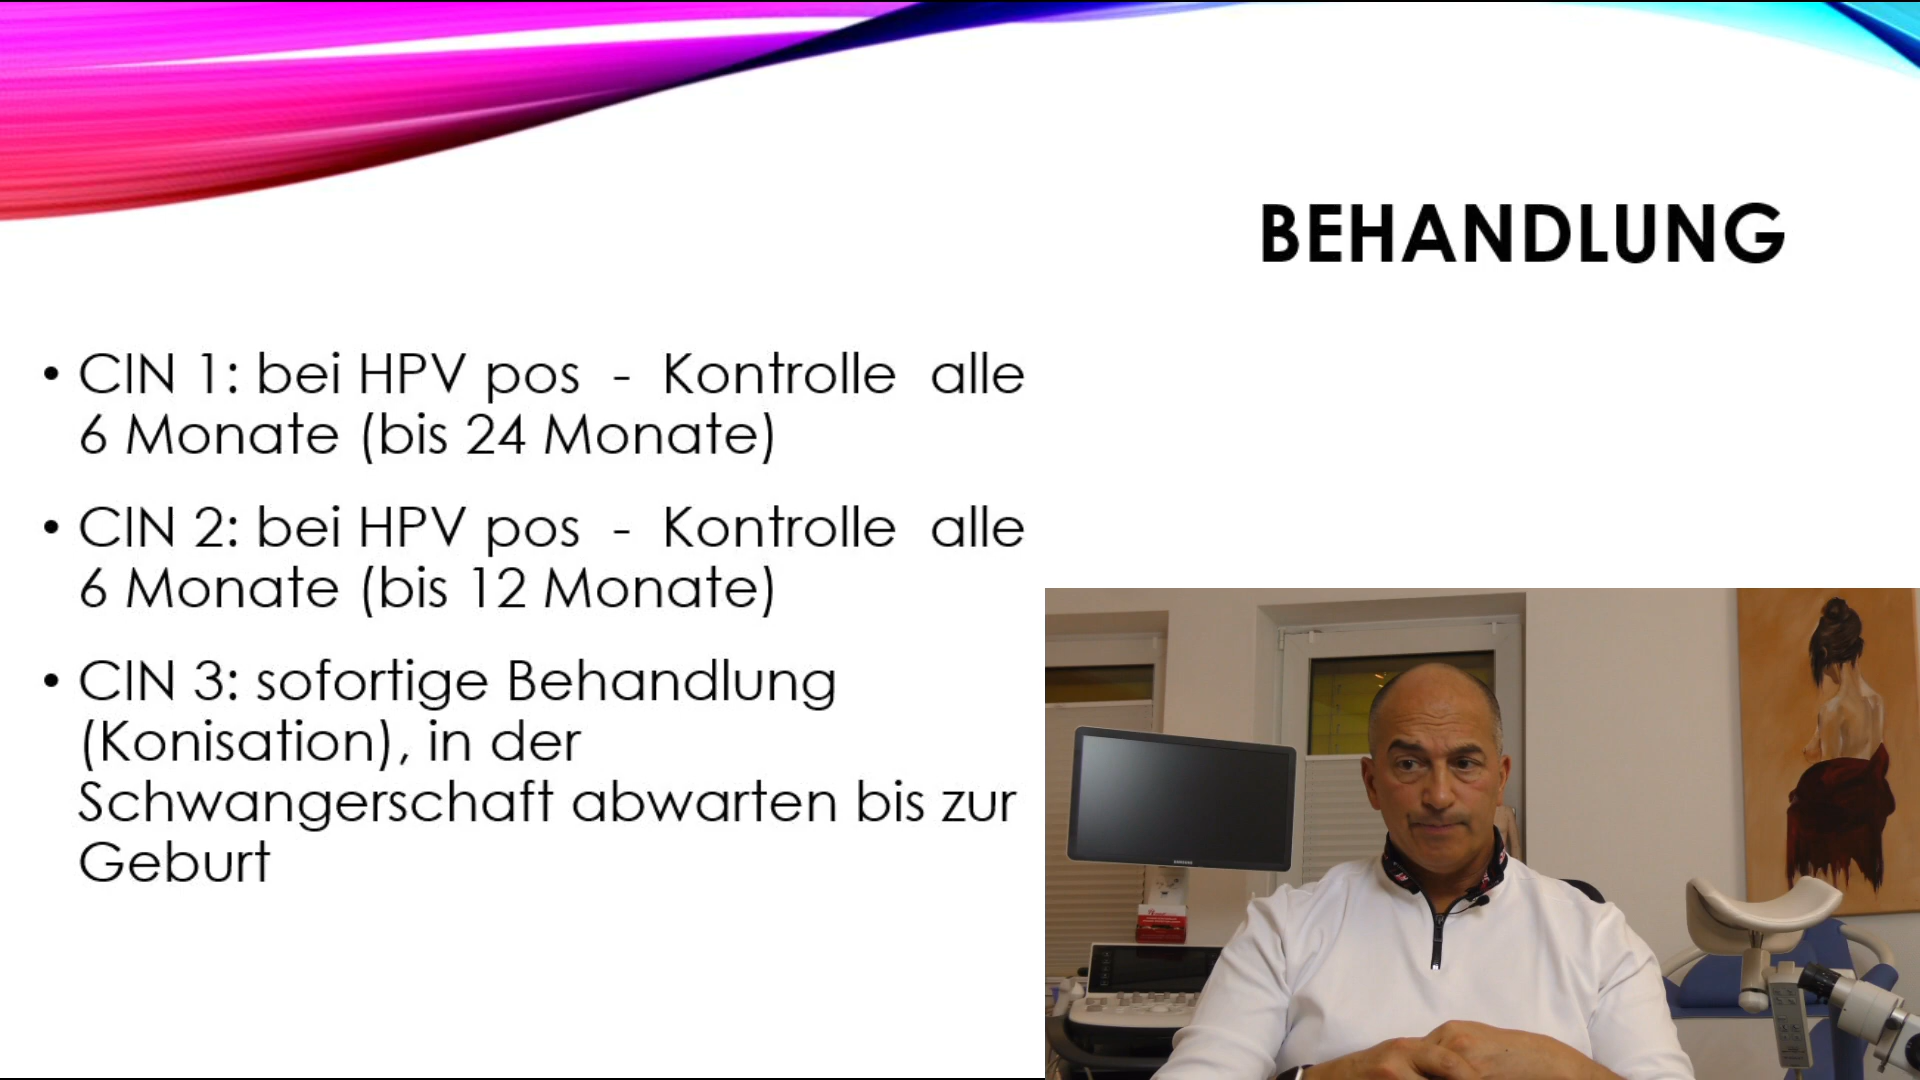 BEHANDLUNG
• CIN 1: bei HPV pos - Kontrolle alle
6 Monate (bis 24 Monate)
• CIN 2: bei HPV pos - Kontrolle alle
6 Monate (bis 12 Monate)
• CIN 3: sofortige Behandlung
(Konisation), in der
Schwangerschaft abwarten bis zur
Geburt
SAMSUNG